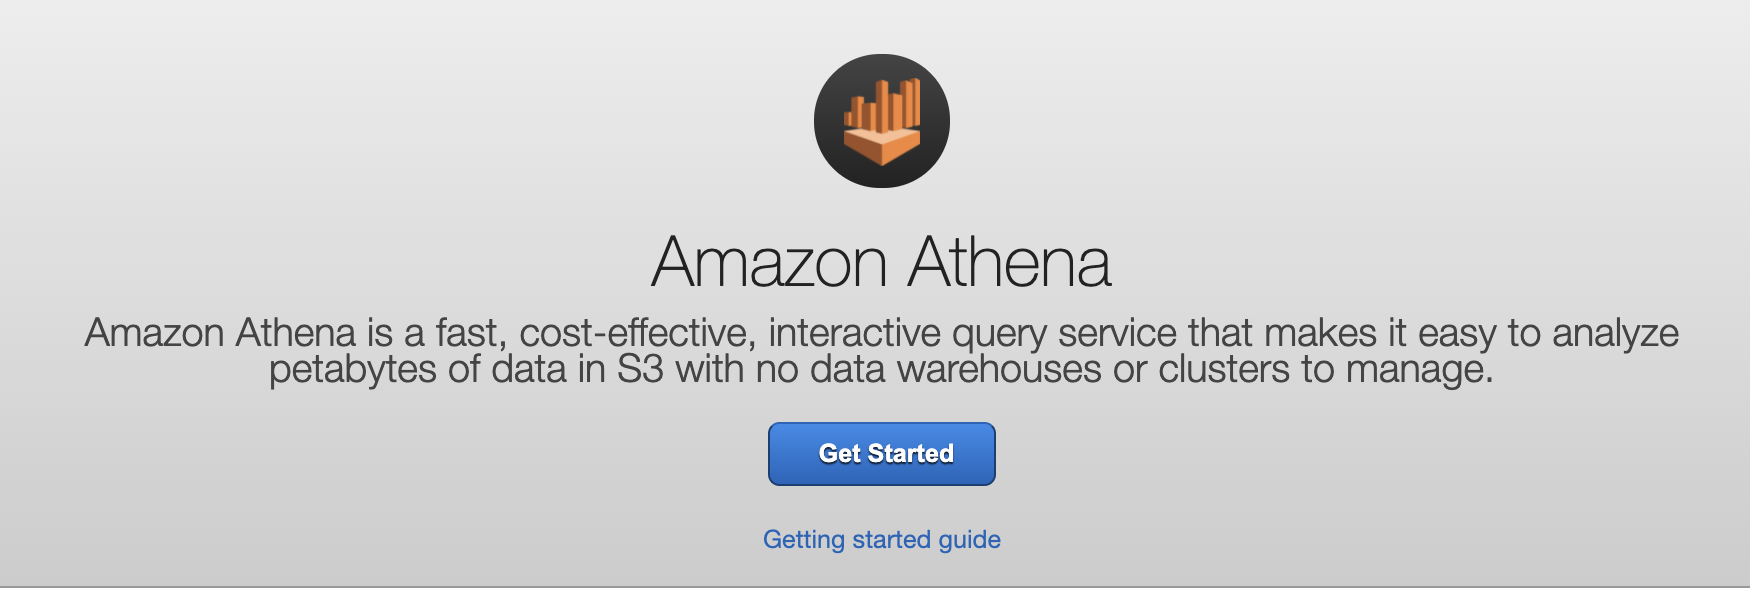 Amazon Athena
Amazon Athena is a fast, cost-effective, interactive query service that makes it easy to analyze
petabytes of data in S3 with no data warehouses or clusters to manage.
Get Started
Getting started guide